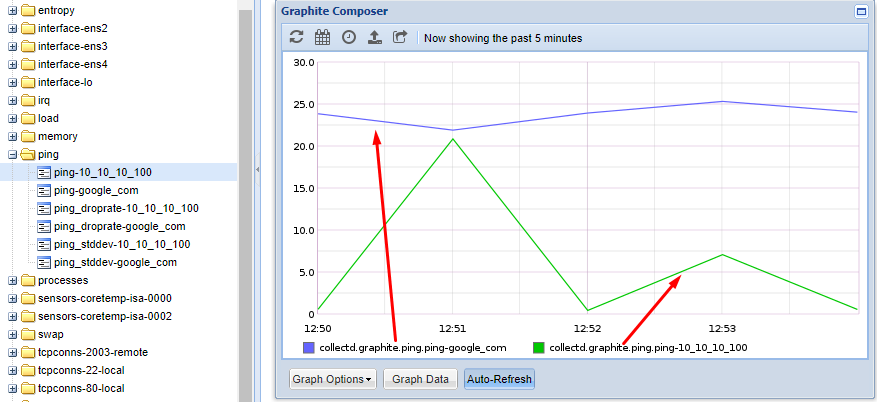 entropy
interface-ens2
interface-ens3
interface-ens4
interface-lo
irq
load
memory
ping
ping-10_10_10_100
ping-google_com
ping_droprate-10_10_10_100
ping_droprate-google_com
ping_stddev-10_10_10_100
ping_stddev-google_com
processes
sensors-coretemp-isa-0000
sensors-coretemp-isa-0002
swap
tcpconns-2003-remote
tcpconns-22-local
tcpconns-80-local
Graphite Composer
Now showing the past 5 minutes
30.0
25.0
20.0
15.0
10.0
5.0
0
12:50 12:51 12:52 12:53
collectd.graphite.ping.ping-google_com collectd.graphite.ping.ping-10_10_10_100
Graph Options Graph Data Auto-Refresh